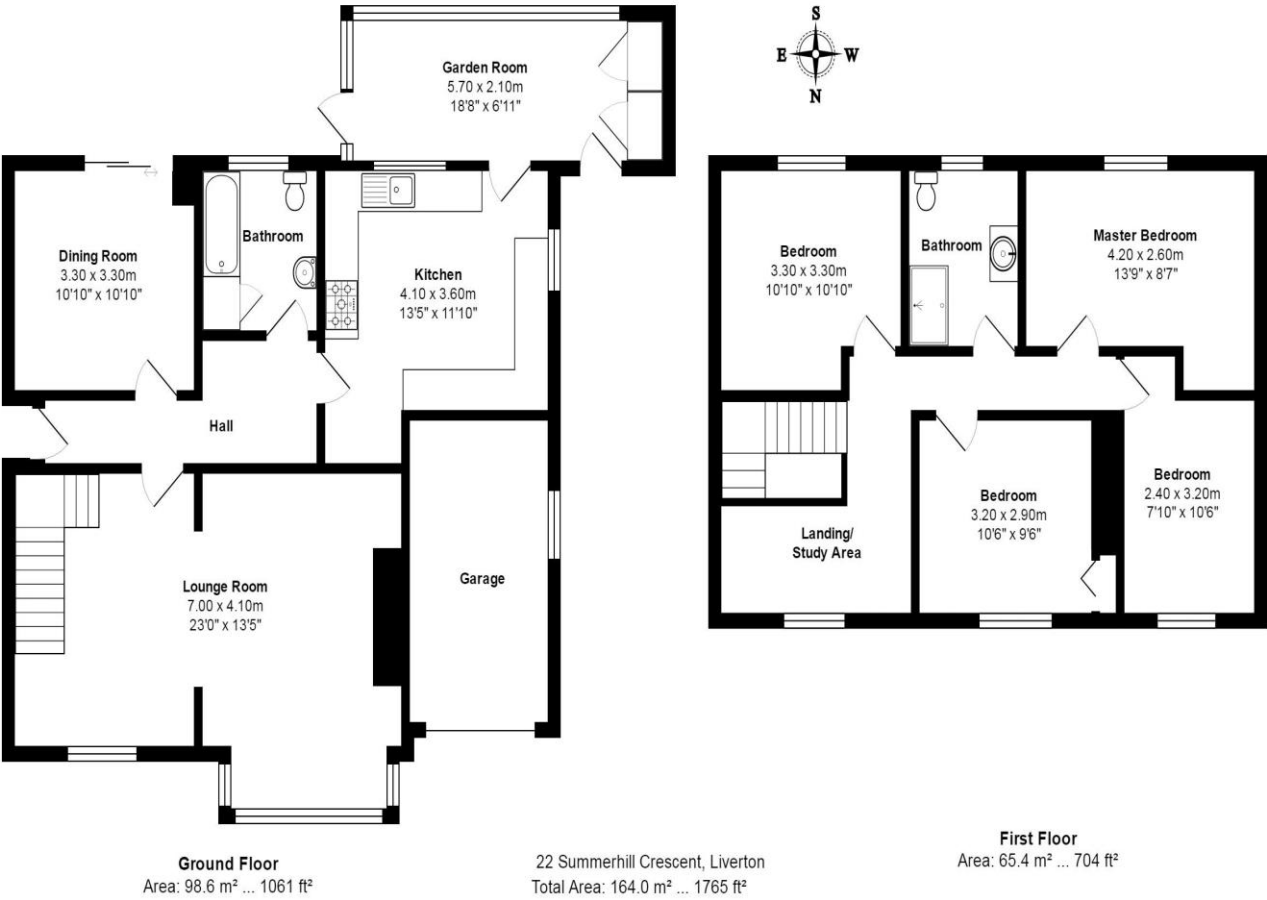 S
E W
N
Garden Room
5.70 x 2.10m
18'8" x 6'11"
Dining Room
3.30 x 3.30m
10'10" x 10'10"
Bathroom
Kitchen
4.10 x 3.60m
13'5" x 11'10"
Hall
Lounge Room
7.00 x 4.10m
23'0" x 13'5"
Garage
Bedroom
3.30 x 3.30m
10'10" x 10'10"
Bathroom
Master Bedroom
4.20 x 2.60m
13'9" x 8'7"
Landing/
Study Area
Bedroom
3.20 x 2.90m
10'6" x 9'6"
Bedroom
2.40 x 3.20m
7'10" x 10'6"
Ground Floor
Area: 98.6 m² ... 1061 ft²
22 Summerhill Crescent, Liverton
Total Area: 164.0 m² ... 1765 ft²
First Floor
Area: 65.4 m² ... 704 ft²